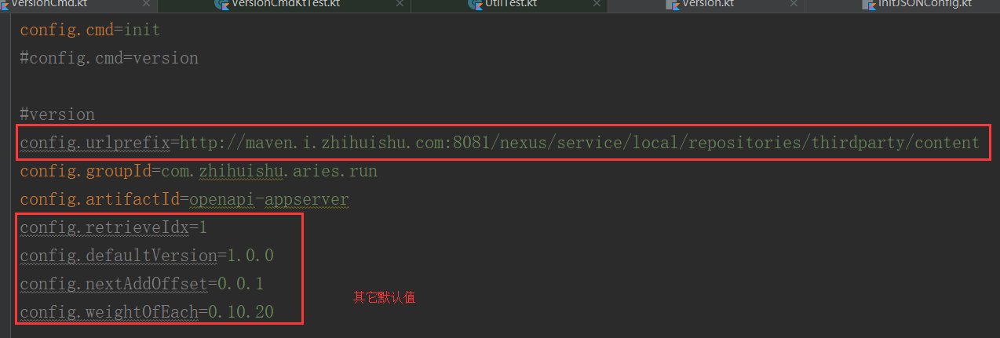 VersionCmd.kt VersionCmdKtTest.kt UtilTest.kt Version.kt InitJSONConfig.kt
config.cmd=init
#config.cmd=version
#version
config.urlprefix=http://maven.i.zhihuishu.com:8081/nexus/service/local/repositories/thirdparty/content
config.groupId=com.zhihuishu.aries.run
config.artifactId=openapi-appserver
config.retrieveIdx=1
config.defaultVersion=1.0.0
config.nextAddOffset=0.0.1
其它默认值
config.weightOfEach=0.10.20